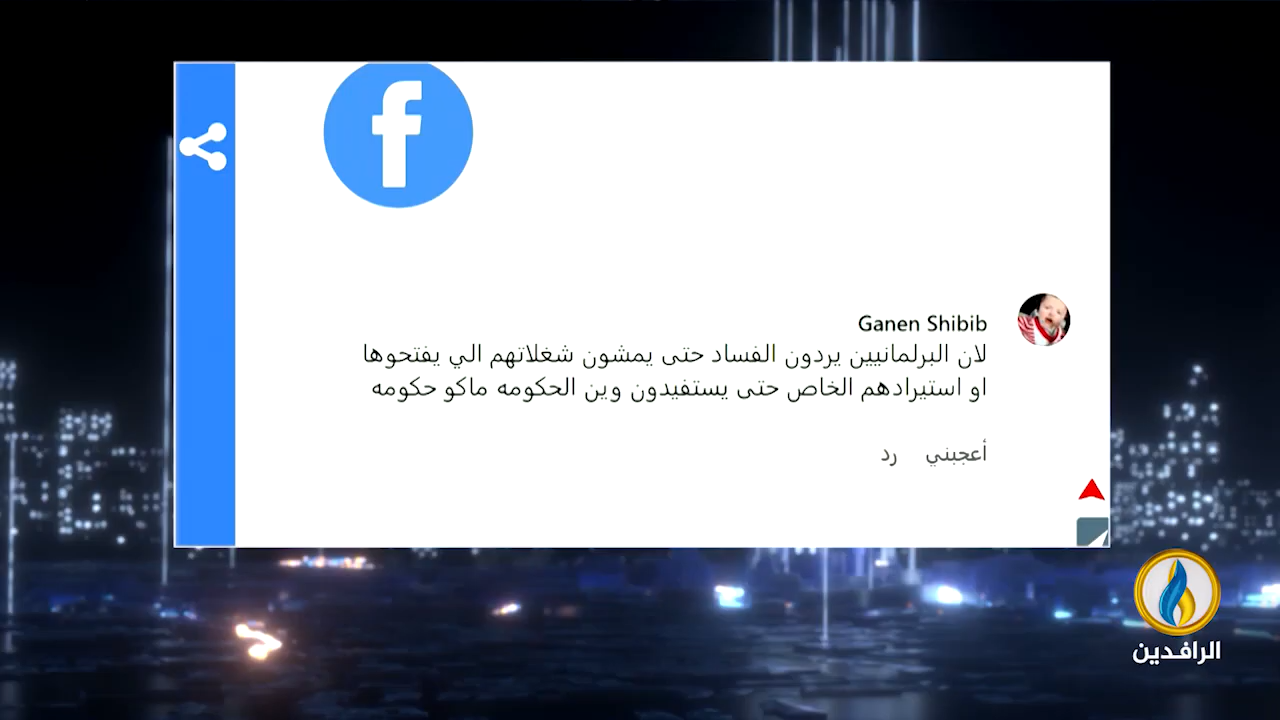 Ganen Shibib
لان البرلمانيين يردون الفساد حتى يمشون شغلاتهم الي يفتحوها
او استيرادهم الخاص حتى يستفيدون وين الحكومه ماكو حكومه
أعجبني رد
الرافدين